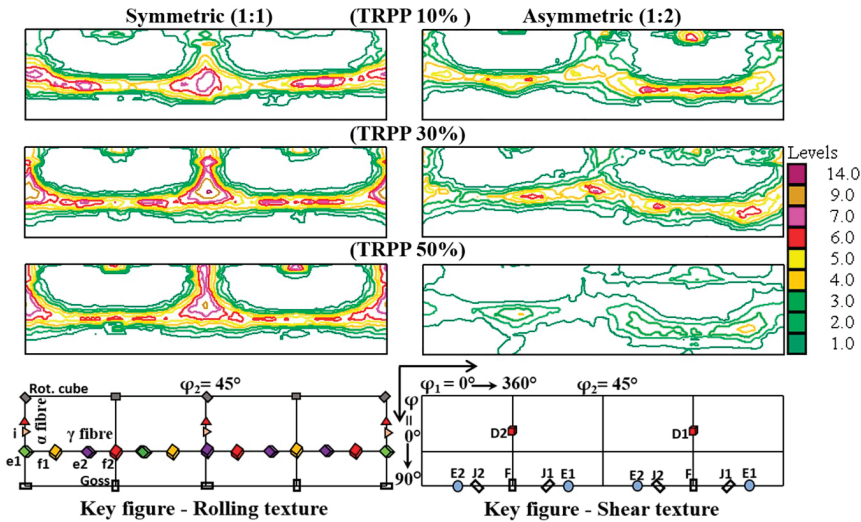 Symmetric (1:1) (TRPP 10% ) Asymmetric (1:2)
(TRPP 30%)
(TRPP 50%)
Levels
14.0
9.0
7.0
6.0
5.0
4.0
3.0
2.0
1.0
Rot. cube φ₂= 45°
i α fibre γ fibre
e1 f1 e2 f2
Goss
Key figure - Rolling texture
φ₁ = 0° → 360° φ₂= 45°
φ = 0° → 90°
D2 D1
E2 J2 F J1 E1 E2 J2 F J1 E1
Key figure - Shear texture